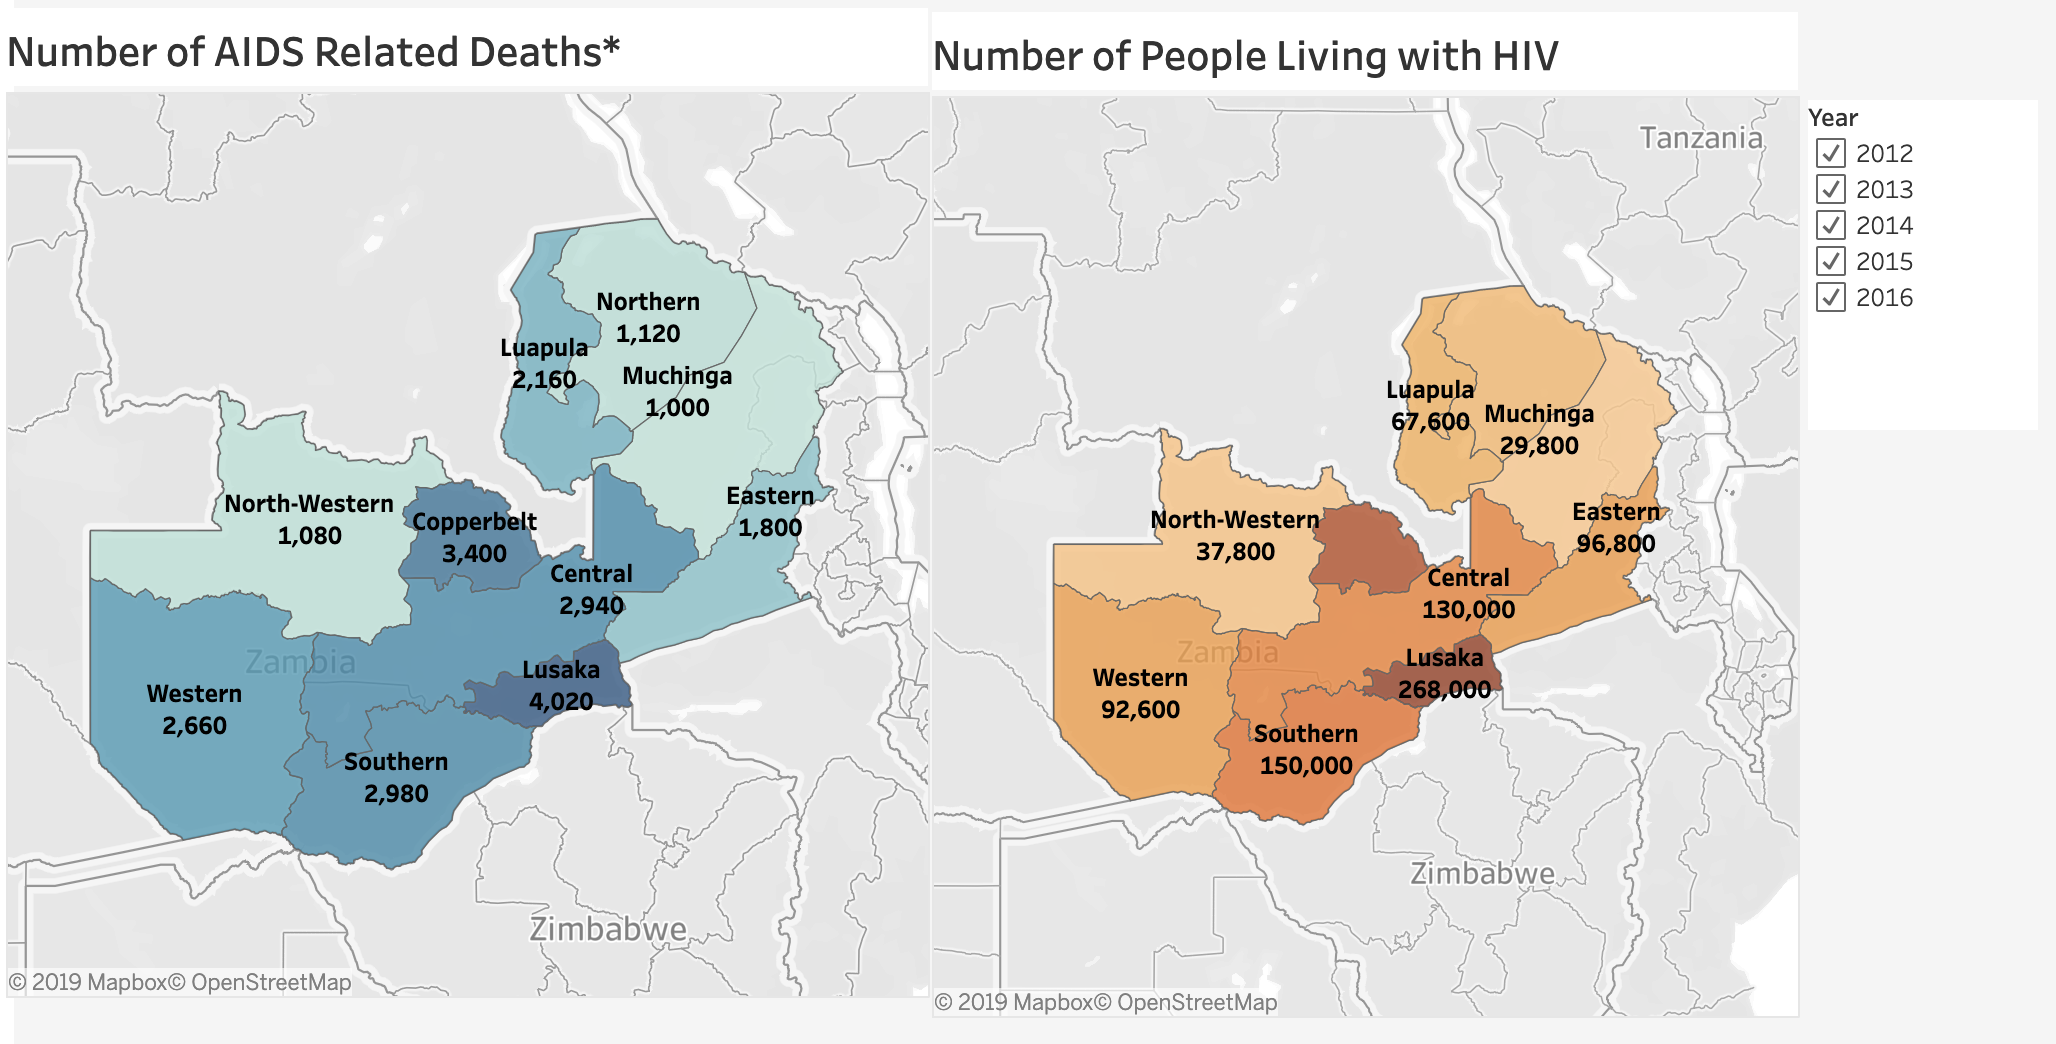 Number of AIDS Related Deaths*
Northern
1,120
Luapula
2,160
Muchinga
1,000
North-Western
1,080
Copperbelt
3,400
Eastern
1,800
Central
2,940
Zambia
Lusaka
4,020
Western
2,660
Southern
2,980
Zimbabwe
© 2019 Mapbox© OpenStreetMap
Number of People Living with HIV
Tanzania
Luapula
67,600
Muchinga
29,800
North-Western
37,800
Eastern
96,800
Central
130,000
Zambia
Lusaka
268,000
Western
92,600
Southern
150,000
Zimbabwe
© 2019 Mapbox© OpenStreetMap
Year
2012
2013
2014
2015
2016